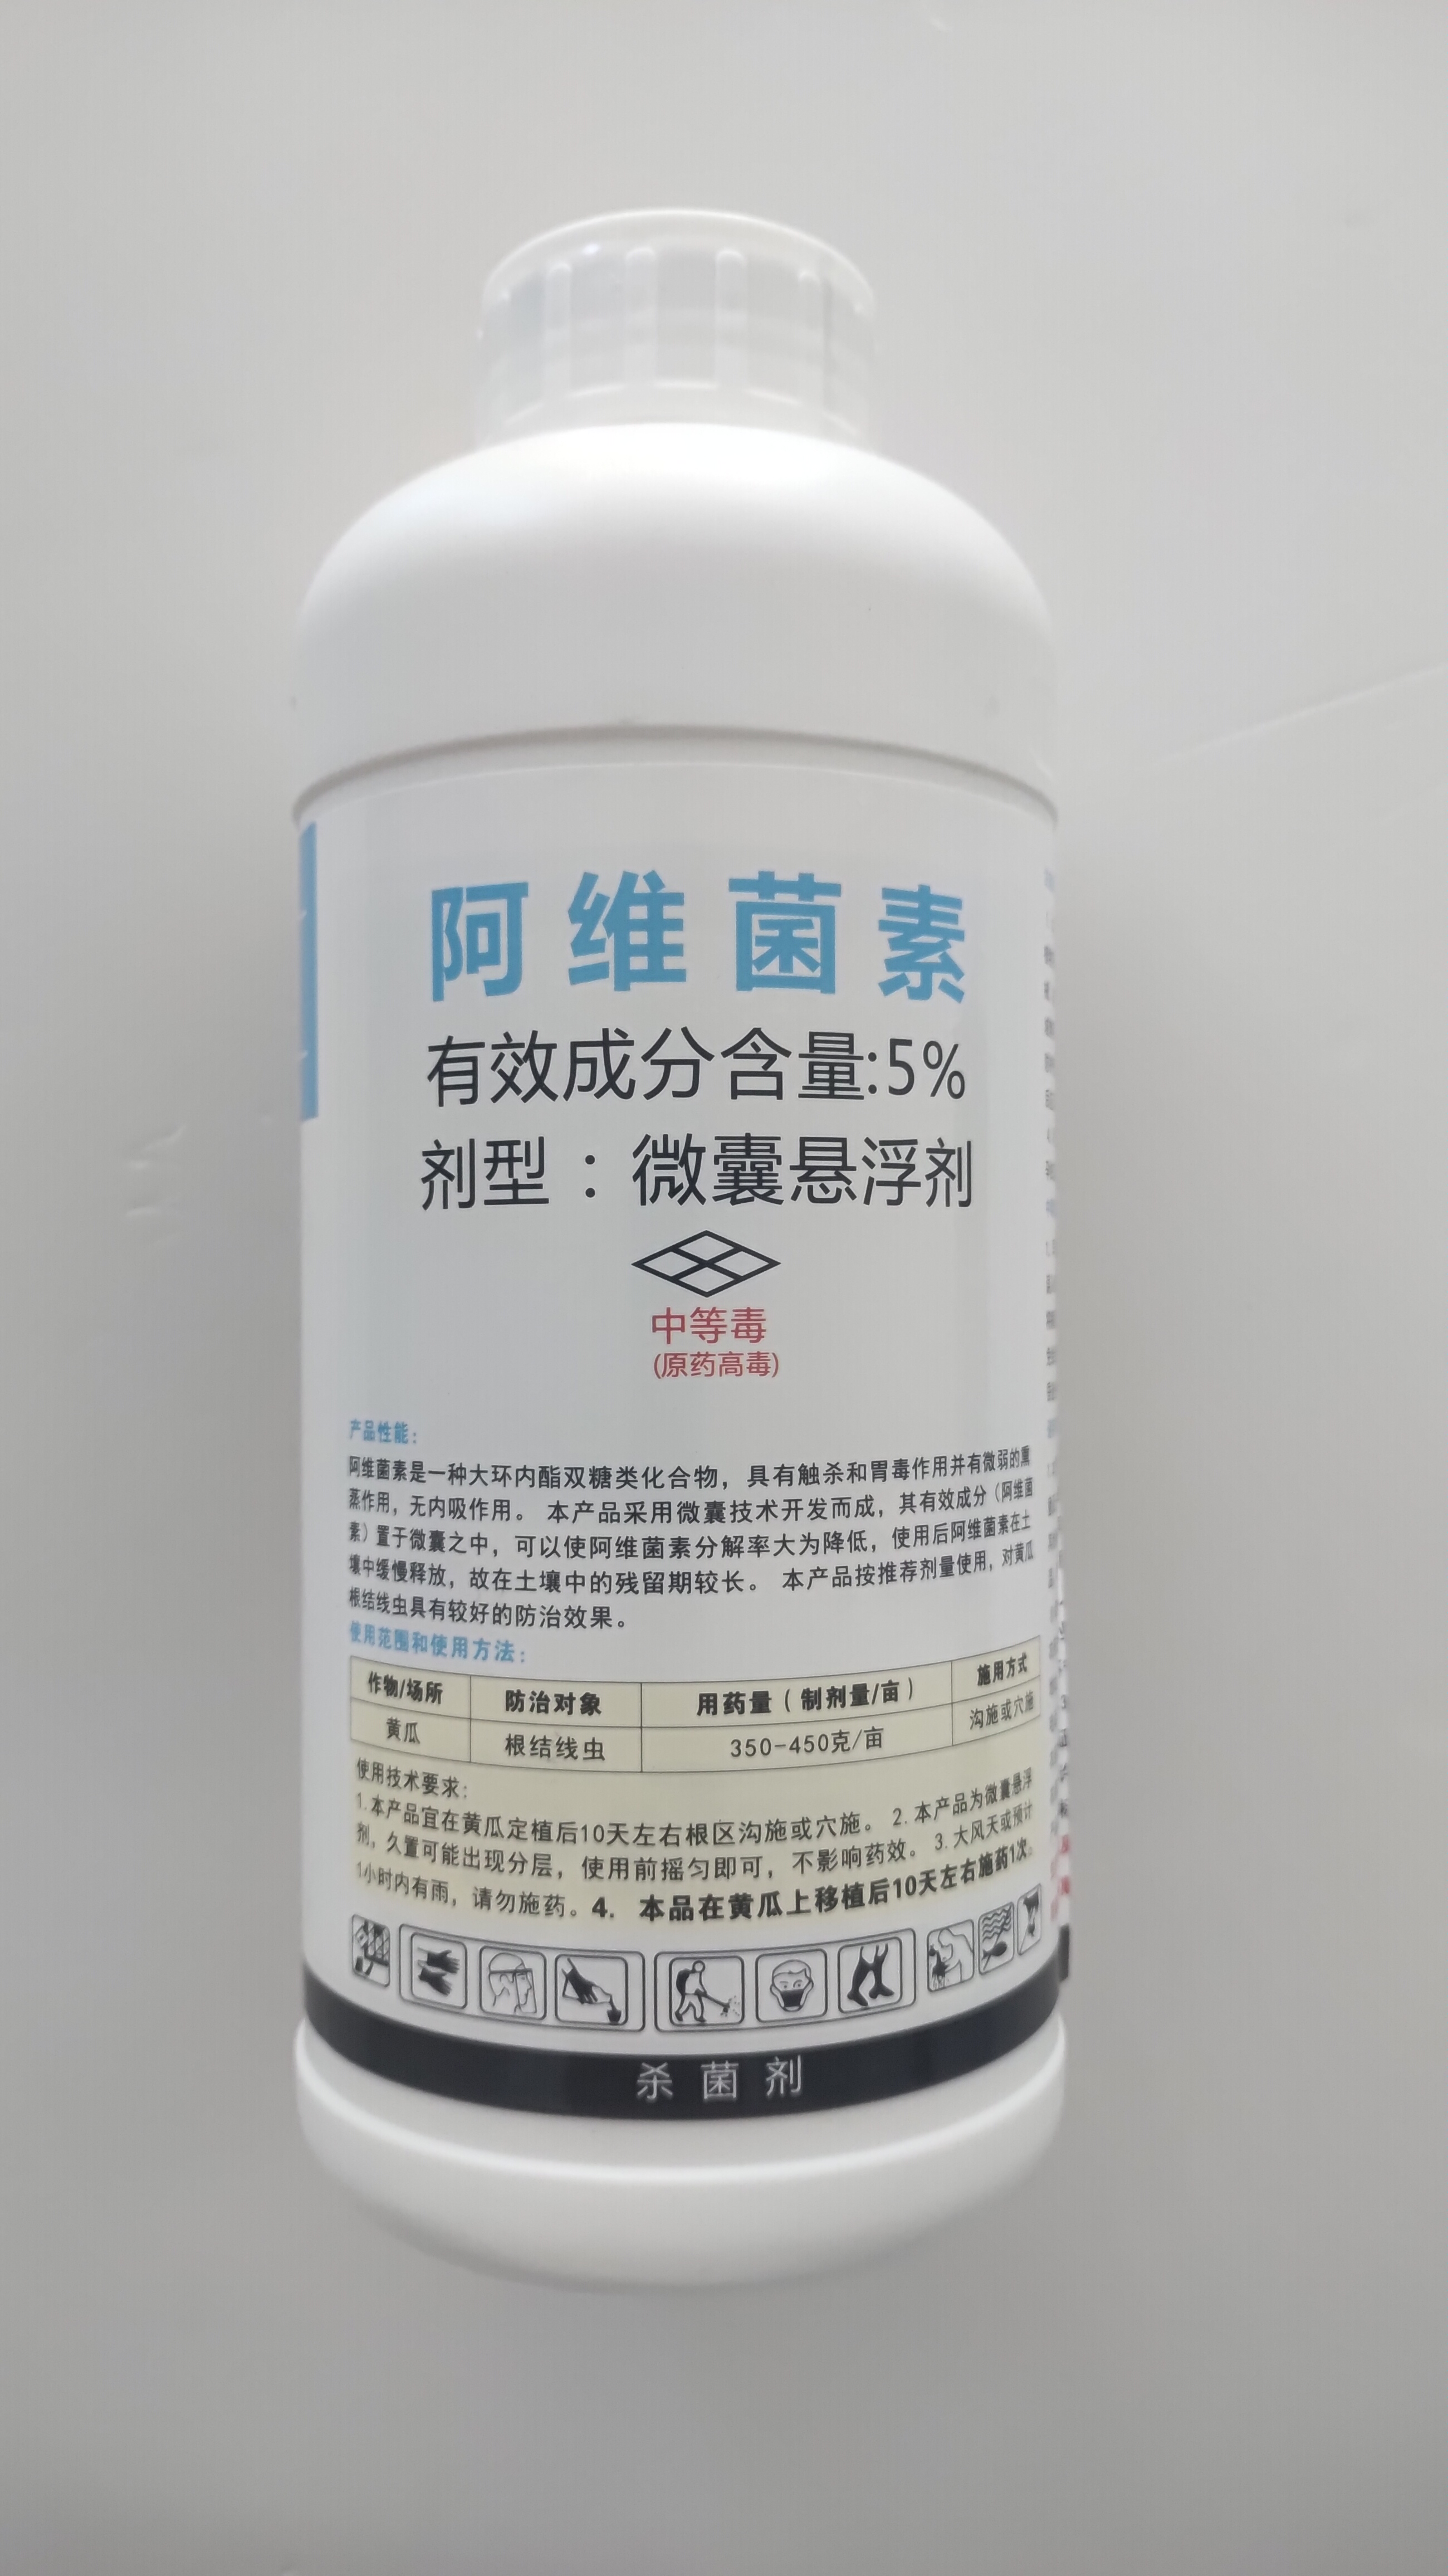 阿维菌素
有效成分含量:5%
剂型：微囊悬浮剂
中等毒
(原药高毒)
产品性能：
阿维菌素是一种大环内酯双糖类化合物，具有触杀和胃毒作用并有微弱的熏
蒸作用，无内吸作用。 本产品采用微囊技术开发而成，其有效成分（阿维菌
素）置于微囊之中，可以使阿维菌素分解率大为降低，使用后阿维菌素在土
壤中缓慢释放，故在土壤中的残留期较长。 本产品按推荐剂量使用，对黄瓜
根结线虫具有较好的防治效果。
使用范围和使用方法：
作物/场所 防治对象 用药量（制剂量/亩） 施用方式
黄瓜 根结线虫 350-450克/亩 沟施或穴施
使用技术要求：
1.本产品宜在黄瓜定植后10天左右根区沟施或穴施。 2.本产品为微囊悬浮
剂，久置可能出现分层，使用前摇匀即可，不影响药效。 3.大风天或预计
1小时内有雨，请勿施药。4. 本品在黄瓜上移植后10天左右施药1次。
杀菌剂